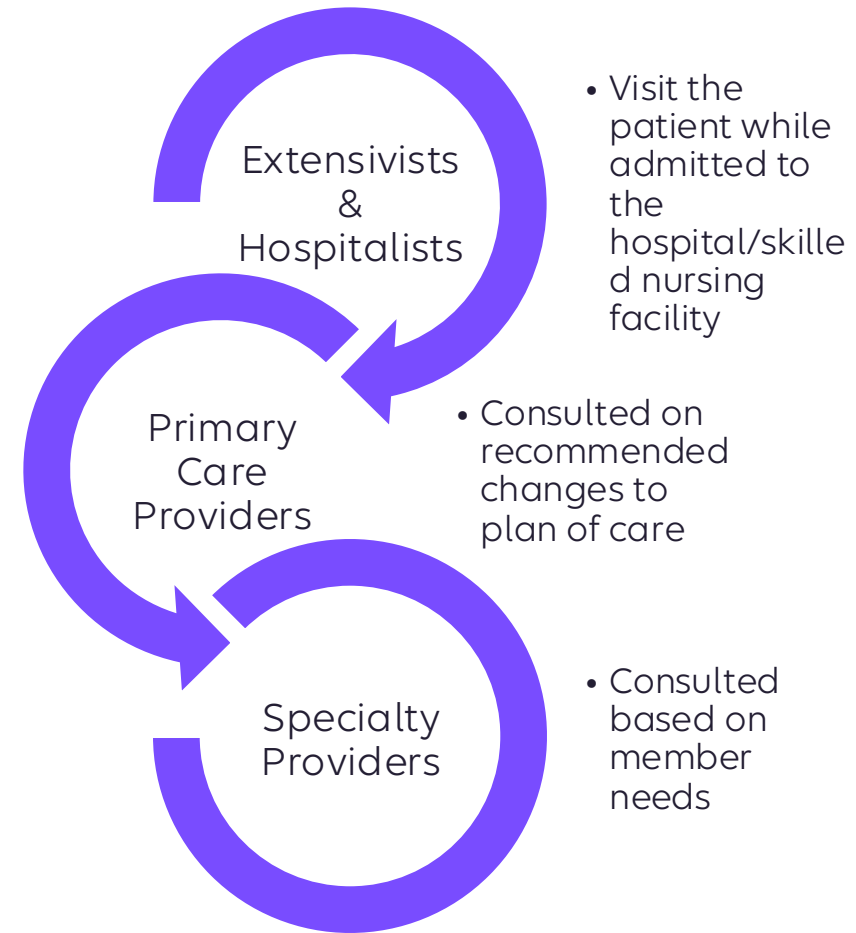 Extensivists
&
Hospitalists
• Visit the
patient while
admitted to
the
hospital/skille
d nursing
facility
Primary
Care
Providers
• Consulted on
recommended
changes to
plan of care
Specialty
Providers
• Consulted
based on
member
needs